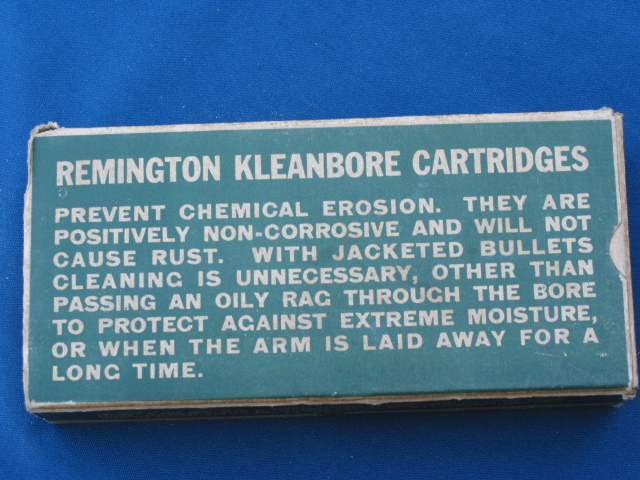 REMINGTON KLEANBORE CARTRIDGES
PREVENT CHEMICAL EROSION. THEY ARE
POSITIVELY NON-CORROSIVE AND WILL NOT
CAUSE RUST. WITH JACKETED BULLETS
CLEANING IS UNNECESSARY, OTHER THAN
PASSING AN OILY RAG THROUGH THE BORE
TO PROTECT AGAINST EXTREME MOISTURE,
OR WHEN THE ARM IS LAID AWAY FOR A
LONG TIME.